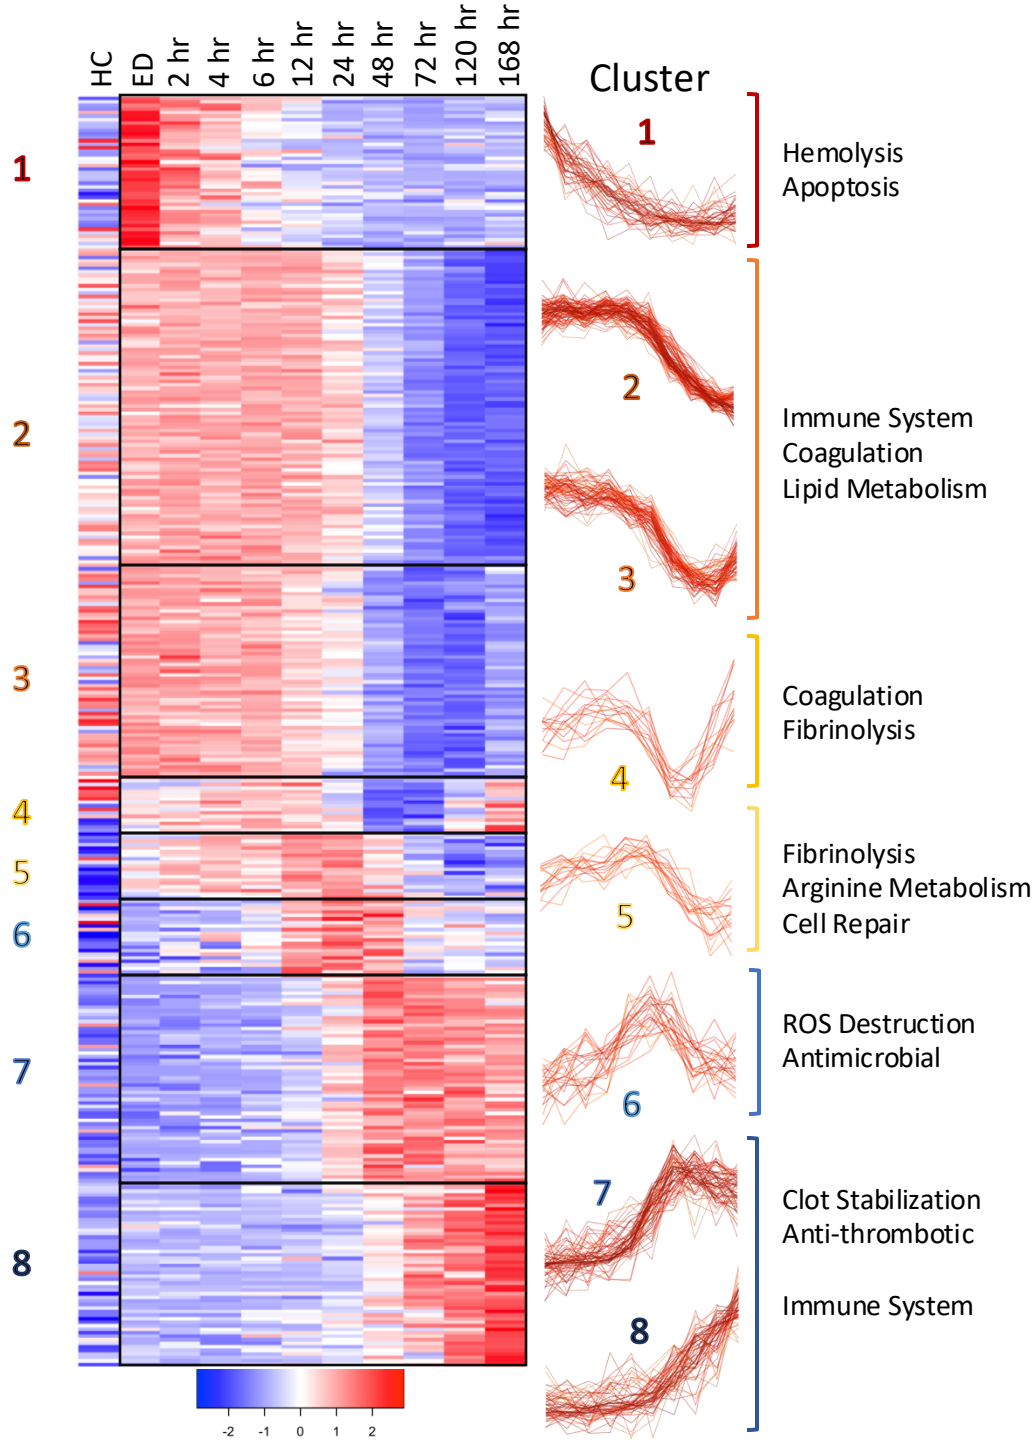 HC ED 2 hr 4 hr 6 hr 12 hr 24 hr 48 hr 72 hr 120 hr 168 hr
Cluster
1
2
3
4
5
6
7
8
1
2
3
4
5
6
7
8
Hemolysis
Apoptosis
Immune System
Coagulation
Lipid Metabolism
Coagulation
Fibrinolysis
Fibrinolysis
Arginine Metabolism
Cell Repair
ROS Destruction
Antimicrobial
Clot Stabilization
Anti-thrombotic
Immune System
-2 -1 0 1 2